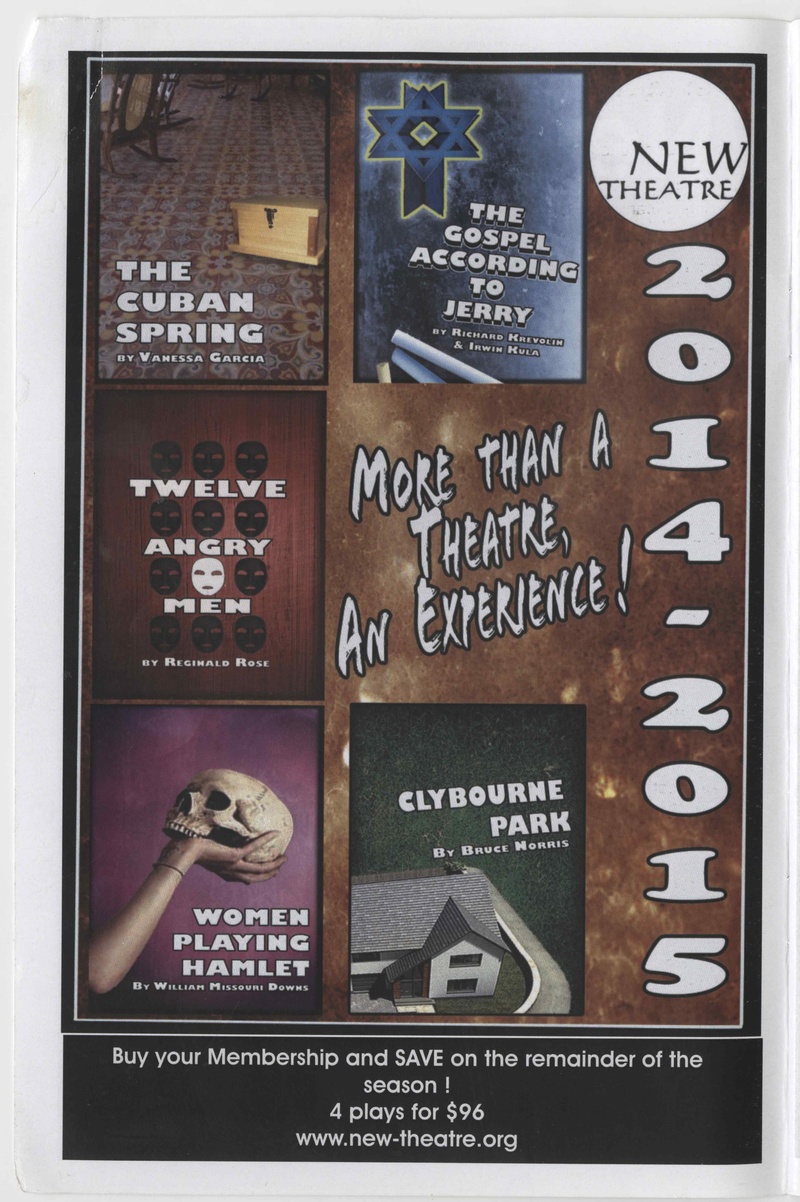 THE
CUBAN
SPRING
BY VANESSA GARCIA
THE
GOSPEL
ACCORDING
TO
JERRY
BY RICHARD KREVOLIN
& IRWIN KULA
NEW
THEATRE
2014-2015
TWELVE
ANGRY
MEN
BY REGINALD ROSE
MORE THAN A
THEATRE,
AN EXPERIENCE!
WOMEN
PLAYING
HAMLET
BY WILLIAM MISSOURI DOWNS
CLYBOURNE
PARK
BY BRUCE NORRIS
Buy your Membership and SAVE on the remainder of the
season !
4 plays for $96
www.new-theatre.org